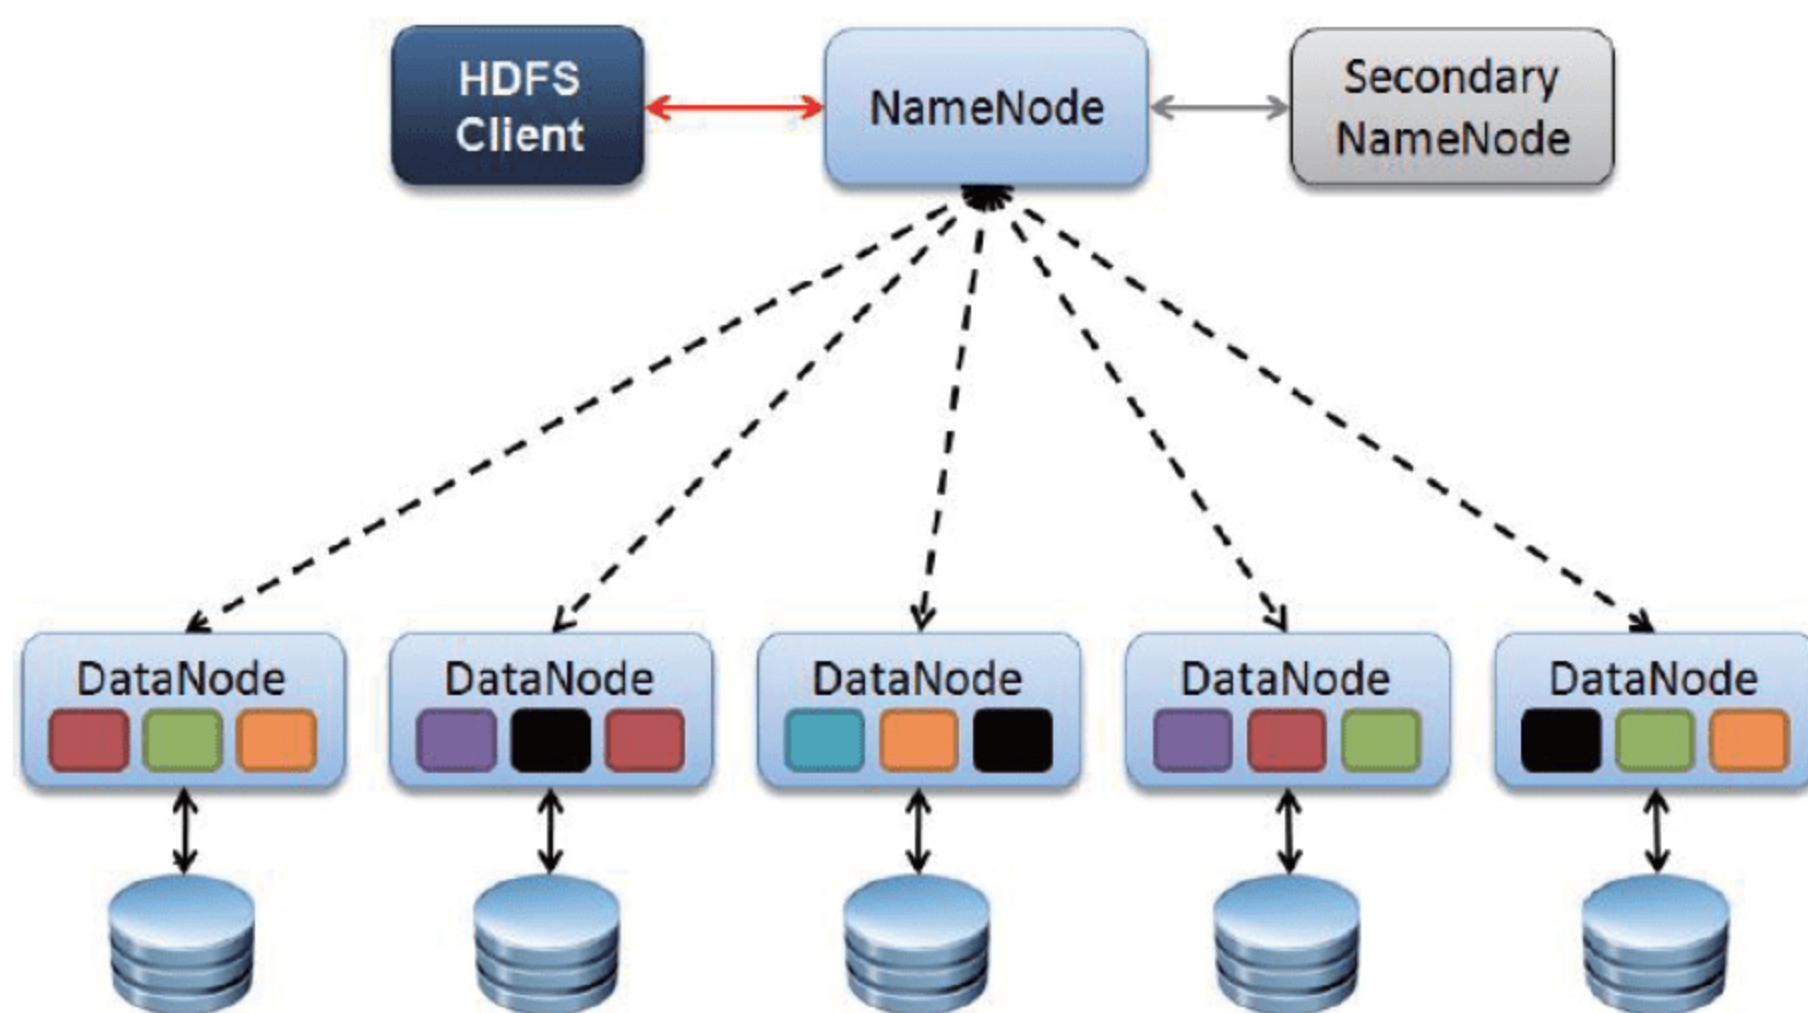 HDFS
Client
NameNode
Secondary
NameNode
DataNode
DataNode
DataNode
DataNode
DataNode